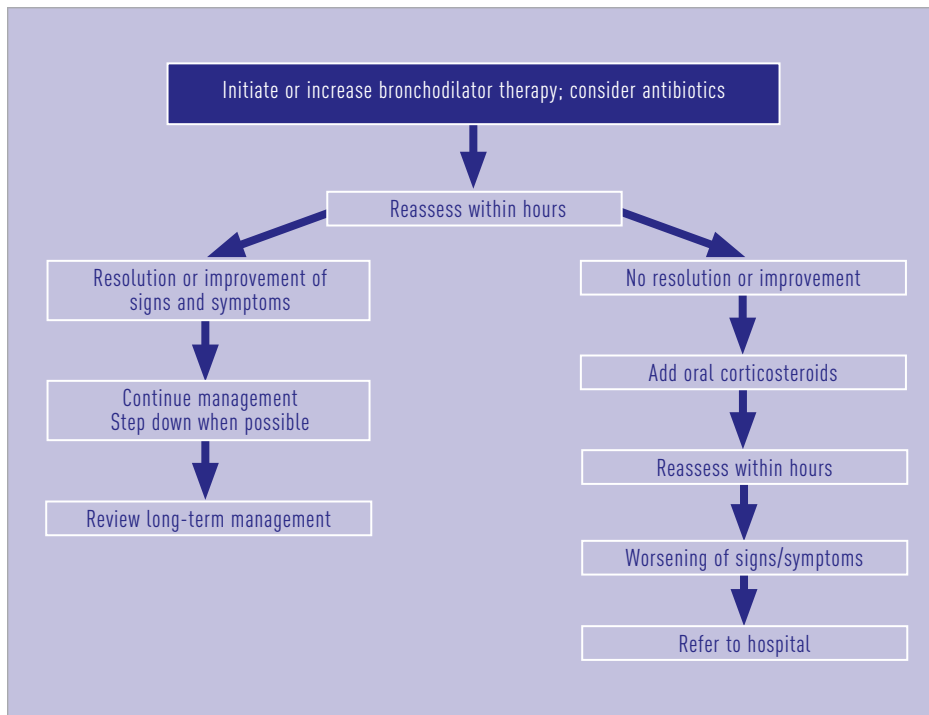 Initiate or increase bronchodilator therapy; consider antibiotics
Reassess within hours
Resolution or improvement of
signs and symptoms
Continue management
Step down when possible
Review long-term management
No resolution or improvement
Add oral corticosteroids
Reassess within hours
Worsening of signs/symptoms
Refer to hospital